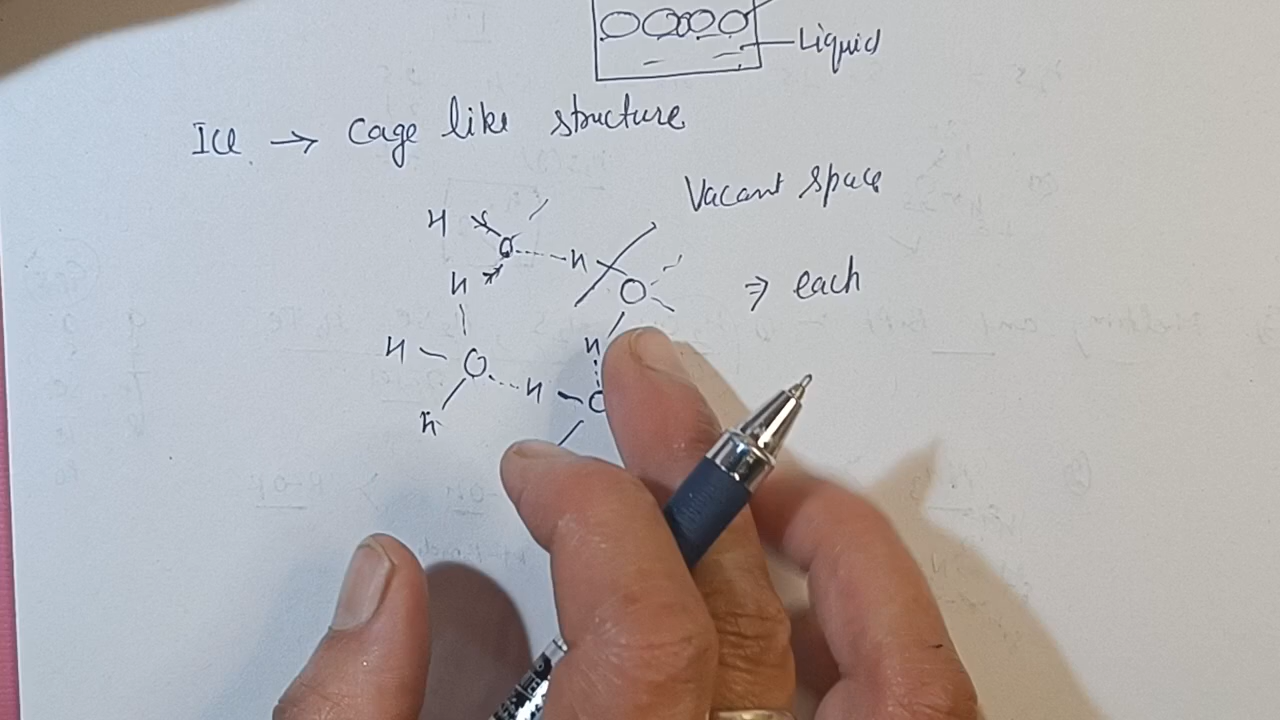 Liquid
Ice → Cage like structure
Vacant space
H O H
H O
⇒ each
H
H O
H
H